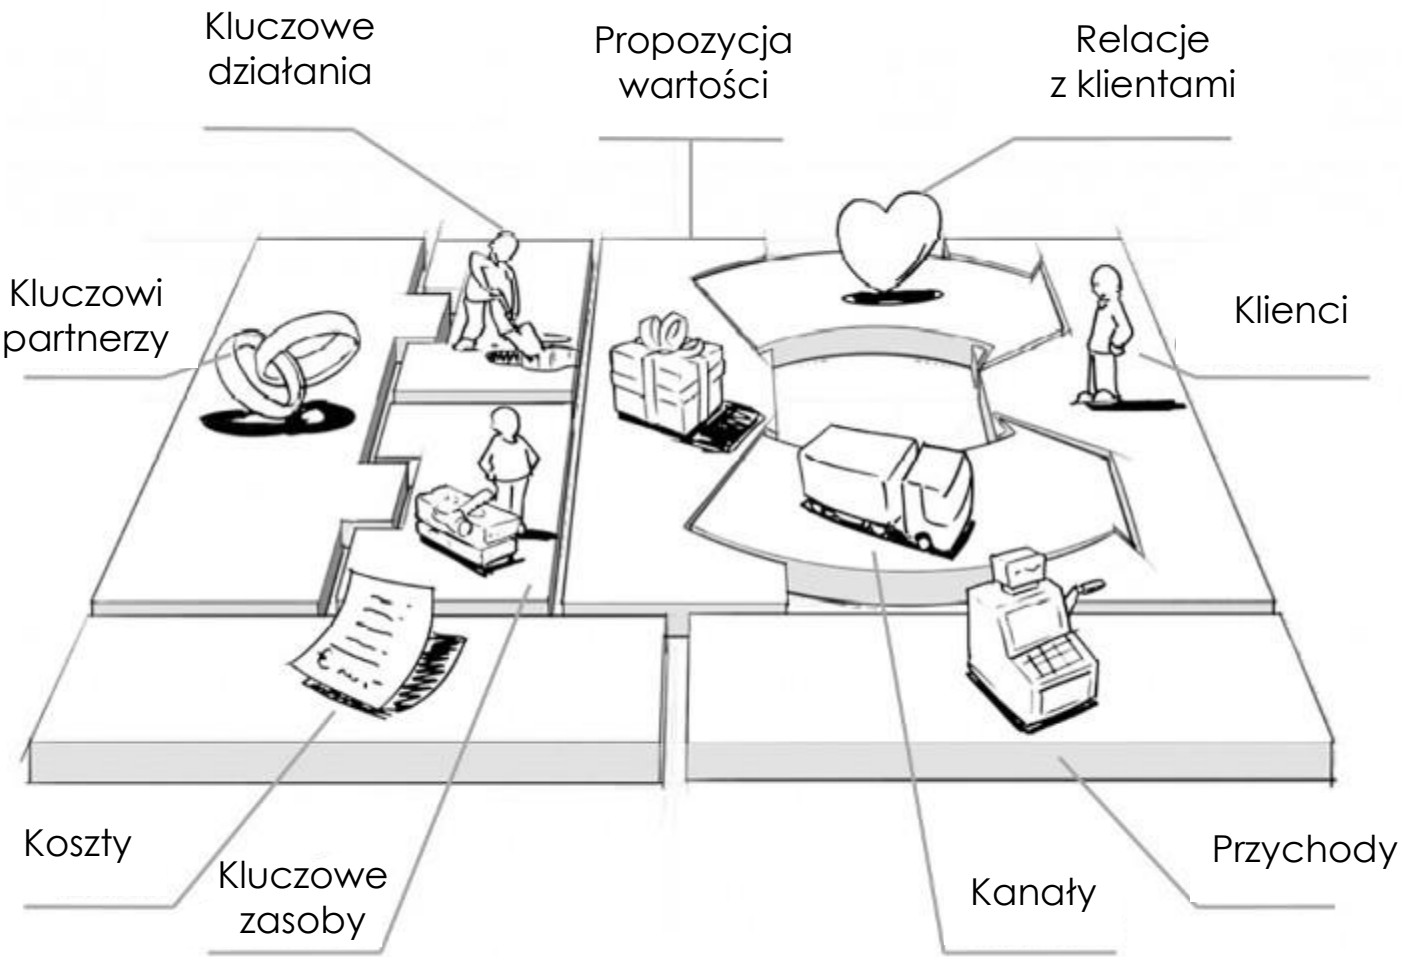 Kluczowe
działania
Propozycja
wartości
Relacje
z klientami
Kluczowi
partnerzy
Klienci
Koszty
Kluczowe
zasoby
Kanały
Przychody